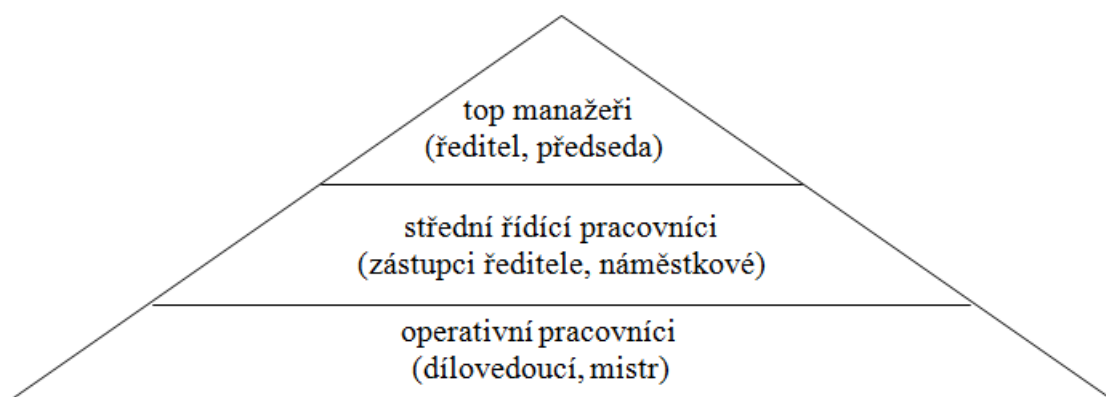 top manažeři
(ředitel, předseda)
střední řídící pracovníci
(zástupci ředitele, náměstkové)
operativní pracovníci
(dílovedoucí, mistr)